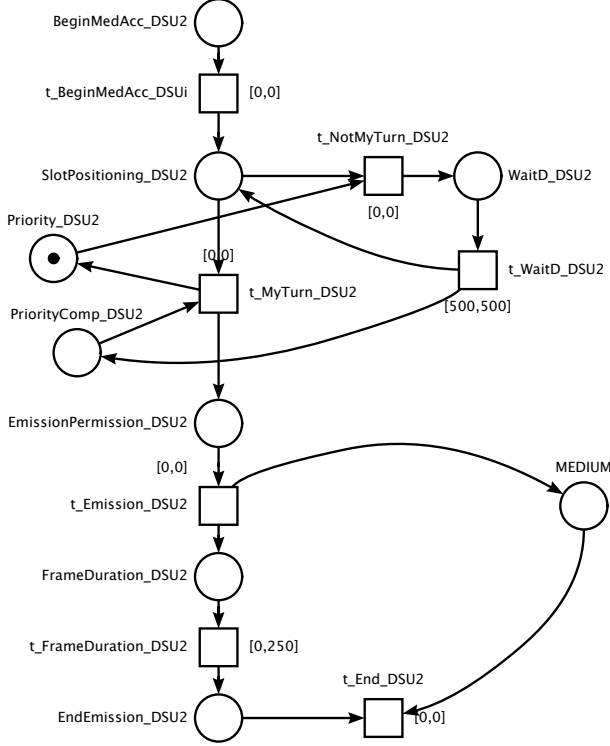 BeginMedAcc_DSU2
t_BeginMedAcc_DSUi
[0,0]
t_NotMyTurn_DSU2
SlotPositioning_DSU2
WaitD_DSU2
[0,0]
Priority_DSU2
[0,0]
t_WaitD_DSU2
t_MyTurn_DSU2
[500,500]
PriorityComp_DSU2
EmissionPermission_DSU2
[0,0]
MEDIUM
t_Emission_DSU2
FrameDuration_DSU2
t_FrameDuration_DSU2
[0,250]
t_End_DSU2
EndEmission_DSU2
[0,0]